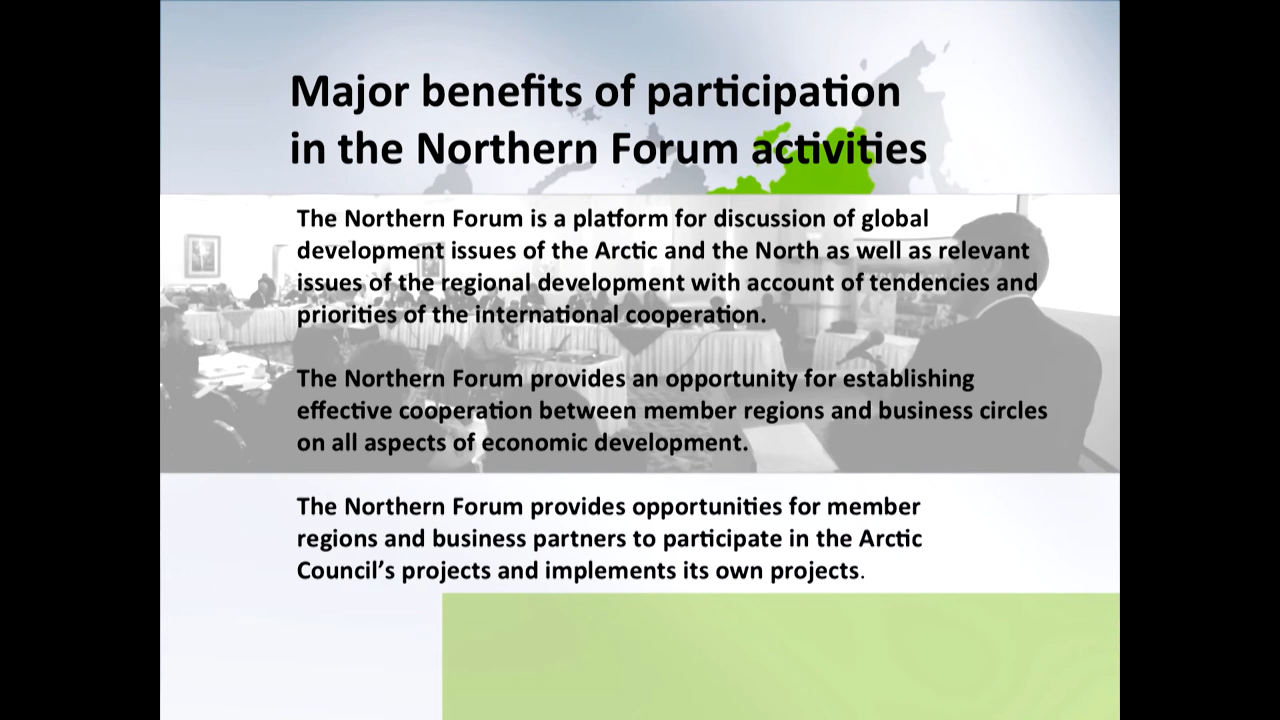 Major benefits of participation
in the Northern Forum activities
The Northern Forum is a platform for discussion of global
development issues of the Arctic and the North as well as relevant
issues of the regional development with account of tendencies and
priorities of the international cooperation.
The Northern Forum provides an opportunity for establishing
effective cooperation between member regions and business circles
on all aspects of economic development.
The Northern Forum provides opportunities for member
regions and business partners to participate in the Arctic
Council’s projects and implements its own projects.